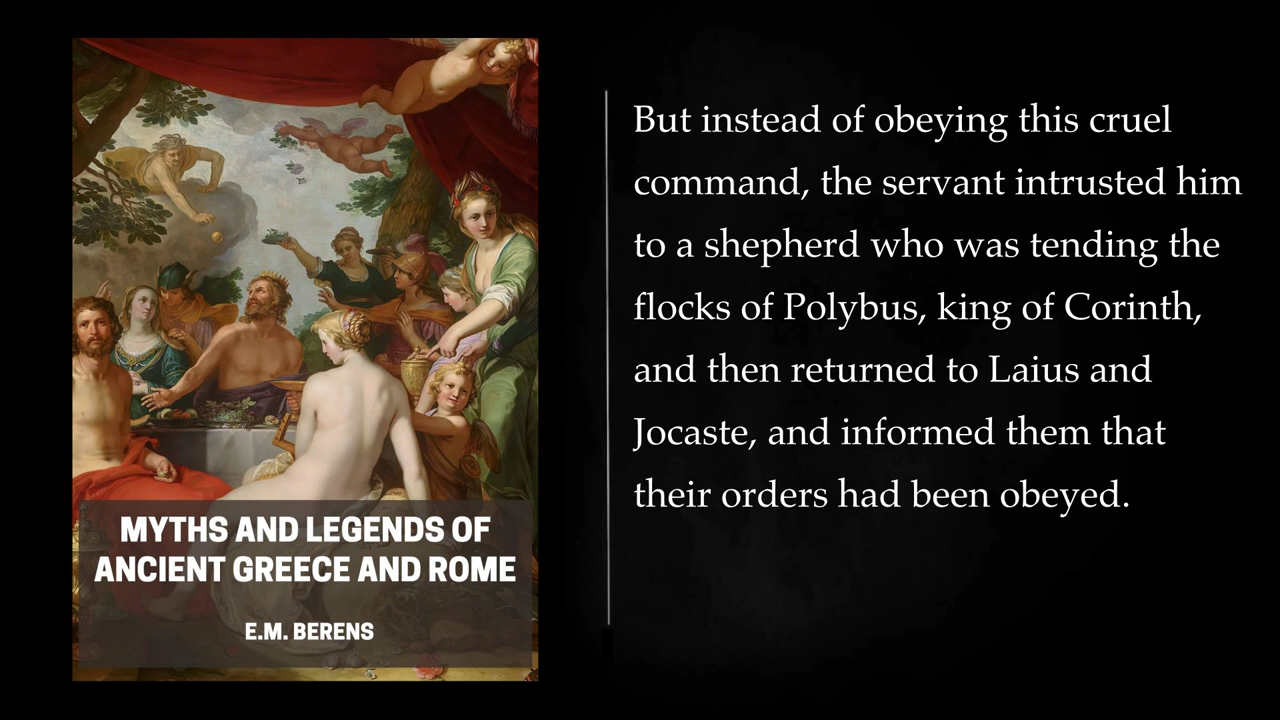 MYTHS AND LEGENDS OF
ANCIENT GREECE AND ROME
E.M. BERENS
But instead of obeying this cruel
command, the servant intrusted him
to a shepherd who was tending the
flocks of Polybus, king of Corinth,
and then returned to Laius and
Jocaste, and informed them that
their orders had been obeyed.